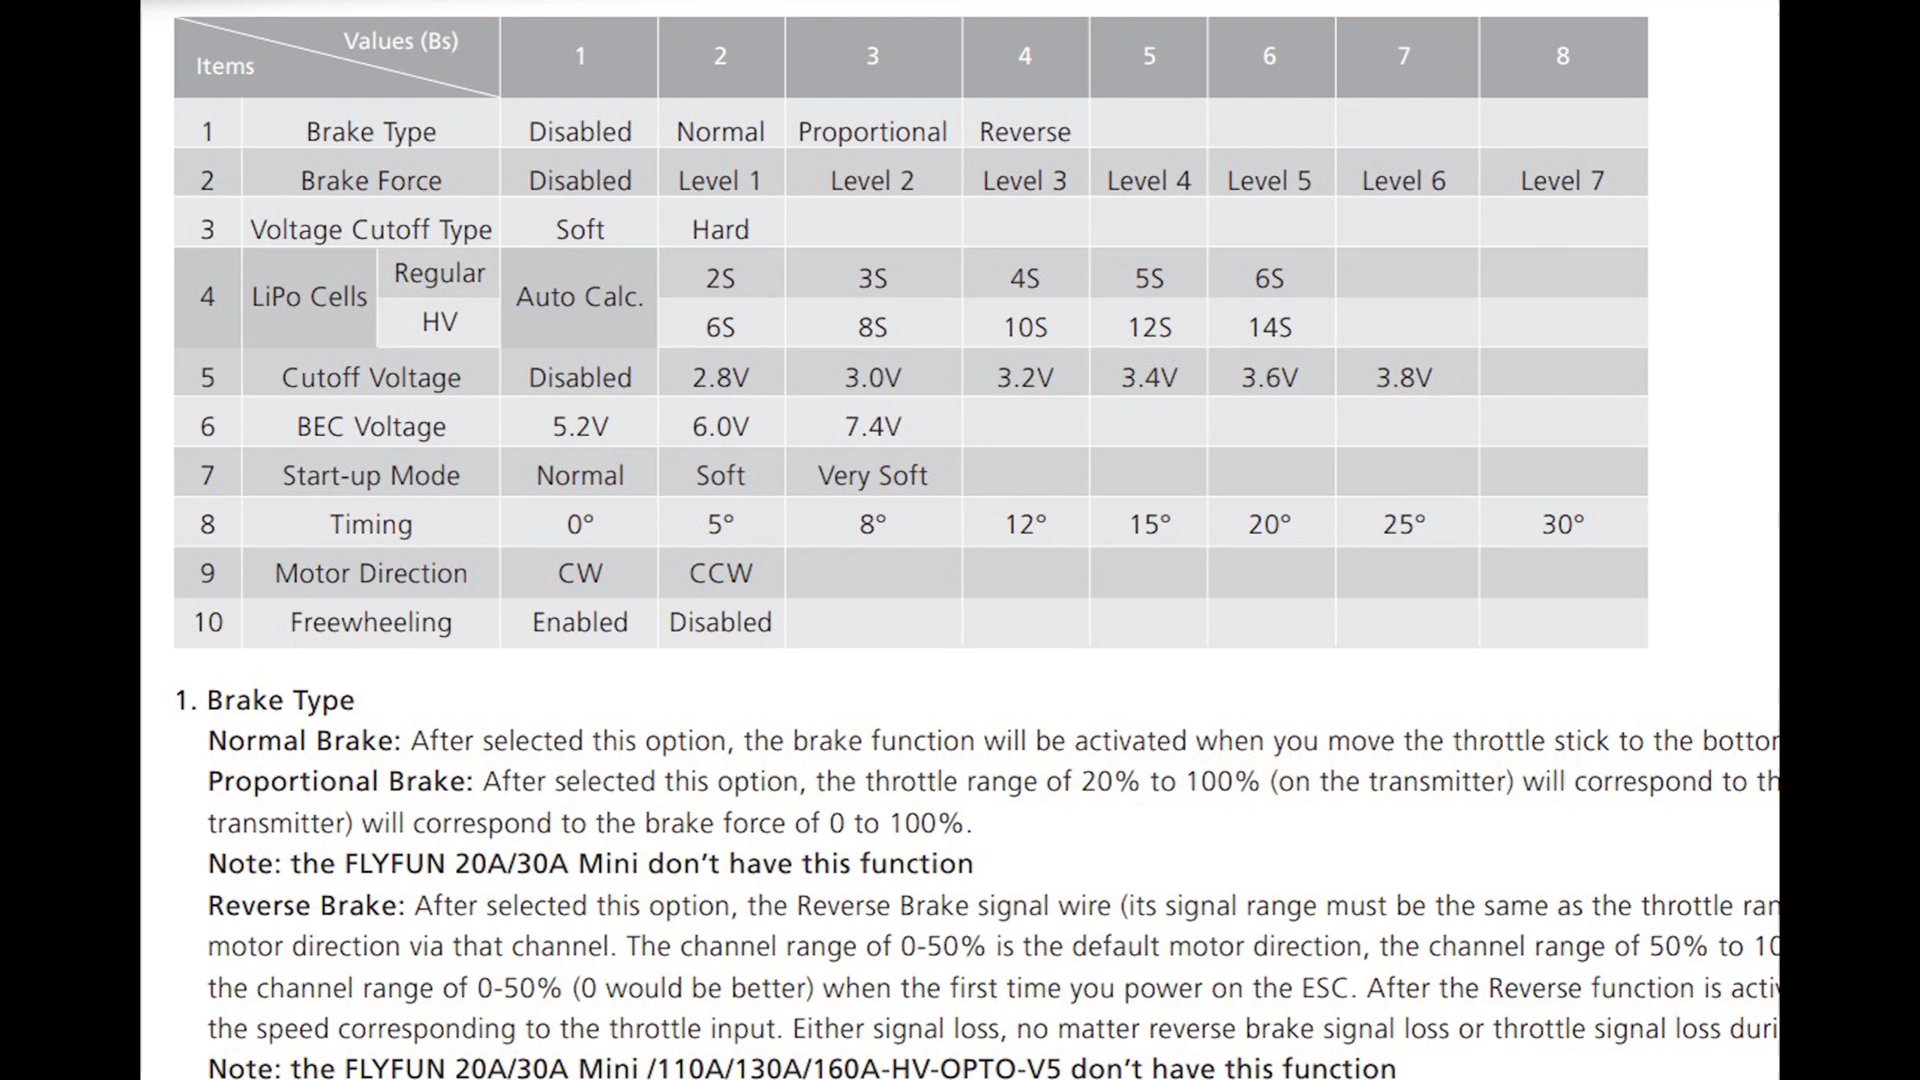 Values (Bs)
Items
1 2 3 4 5 6 7 8
1 Brake Type Disabled Normal Proportional Reverse
2 Brake Force Disabled Level 1 Level 2 Level 3 Level 4 Level 5 Level 6 Level 7
3 Voltage Cutoff Type Soft Hard
4 LiPo Cells Regular Auto Calc. 2S 3S 4S 5S 6S
HV 6S 8S 10S 12S 14S
5 Cutoff Voltage Disabled 2.8V 3.0V 3.2V 3.4V 3.6V 3.8V
6 BEC Voltage 5.2V 6.0V 7.4V
7 Start-up Mode Normal Soft Very Soft
8 Timing 0° 5° 8° 12° 15° 20° 25° 30°
9 Motor Direction CW CCW
10 Freewheeling Enabled Disabled
1. Brake Type
Normal Brake: After selected this option, the brake function will be activated when you move the throttle stick to the
Proportional Brake: After selected this option, the throttle range of 20% to 100% (on the transmitter) will correspond to
transmitter) will correspond to the brake force of 0 to 100%.
Note: the FLYFUN 20A/30A Mini don’t have this function
Reverse Brake: After selected this option, the Reverse Brake signal wire (its signal range must be the same as the throttle
motor direction via that channel. The channel range of 0-50% is the default motor direction, the channel range of 50% to
the channel range of 0-50% (0 would be better) when the first time you power on the ESC. After the Reverse function is
the speed corresponding to the throttle input. Either signal loss, no matter reverse brake signal loss or throttle signal loss
Note: the FLYFUN 20A/30A Mini /110A/130A/160A-HV-OPTO-V5 don’t have this function